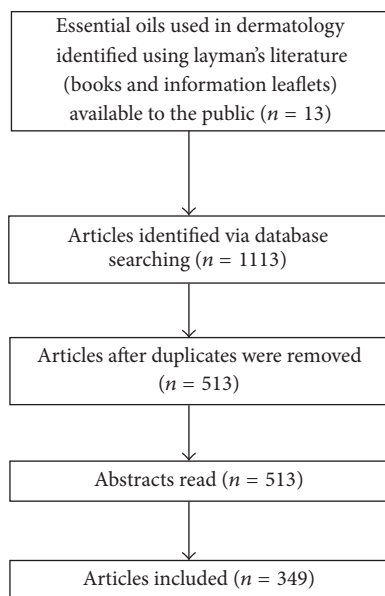 Essential oils used in dermatology
identified using layman’s literature
(books and information leaflets)
available to the public (n = 13)
Articles identified via database
searching (n = 1113)
Articles after duplicates were removed
(n = 513)
Abstracts read (n = 513)
Articles included (n = 349)